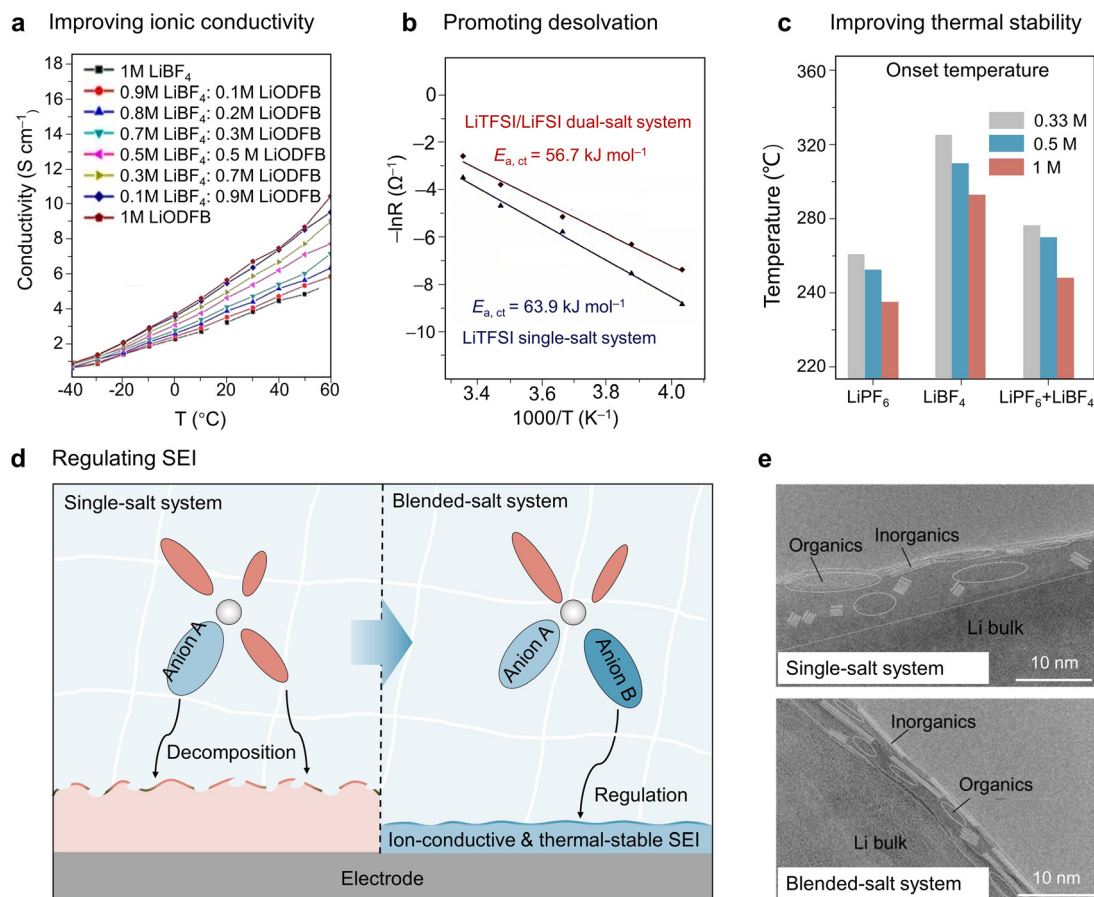 a Improving ionic conductivity
18
16
14
12
10
8
6
4
2
Conductivity (S cm⁻¹)
1M LiBF₄
0.9M LiBF₄: 0.1M LiODFB
0.8M LiBF₄: 0.2M LiODFB
0.7M LiBF₄: 0.3M LiODFB
0.5M LiBF₄: 0.5 M LiODFB
0.3M LiBF₄: 0.7M LiODFB
0.1M LiBF₄: 0.9M LiODFB
1M LiODFB
-40 -20 0 20 40 60
T (°C)
b Promoting desolvation
0
−2
−4
−6
−8
−10
−lnR (Ω⁻¹)
LiTFSI/LiFSI dual-salt system
Eₐ, ct = 56.7 kJ mol⁻¹
Eₐ, ct = 63.9 kJ mol⁻¹
LiTFSI single-salt system
3.4 3.6 3.8 4.0
1000/T (K⁻¹)
c Improving thermal stability
360
320
280
240
220
Temperature (℃)
Onset temperature
0.33 M
0.5 M
1 M
LiPF₆ LiBF₄ LiPF₆+LiBF₄
d Regulating SEI
Single-salt system
Anion A
Decomposition
Blended-salt system
Anion A
Anion B
Regulation
Ion-conductive & thermal-stable SEI
Electrode
e
Organics
Inorganics
Li bulk
Single-salt system
10 nm
Inorganics
Organics
Li bulk
Blended-salt system
10 nm